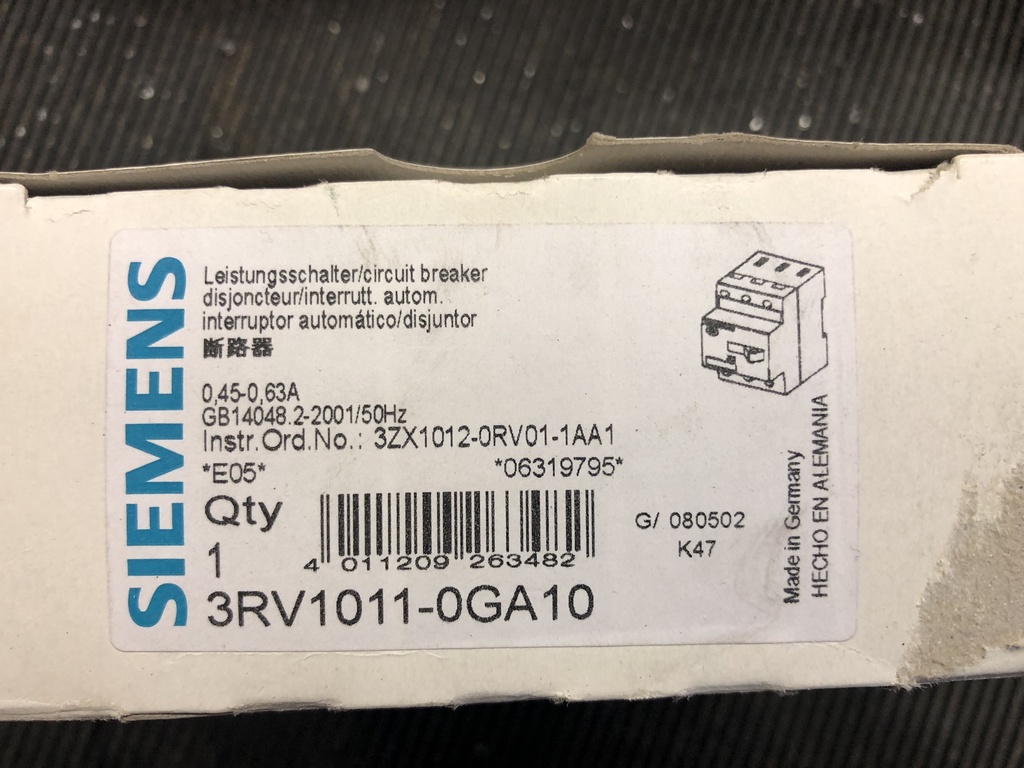 SIEMENS
Leistungsschalter/circuit breaker
disjoncteur/interrutt. autom.
interruptor automático/disjuntor
断路器
0,45-0,63A
GB14048.2-2001/50Hz
Instr.Ord.No.: 3ZX1012-0RV01-1AA1
*E05* *06319795*
Qty
1
4 011209 263482
3RV1011-0GA10
G/ 080502
K47
Made in Germany
HECHO EN ALEMANIA